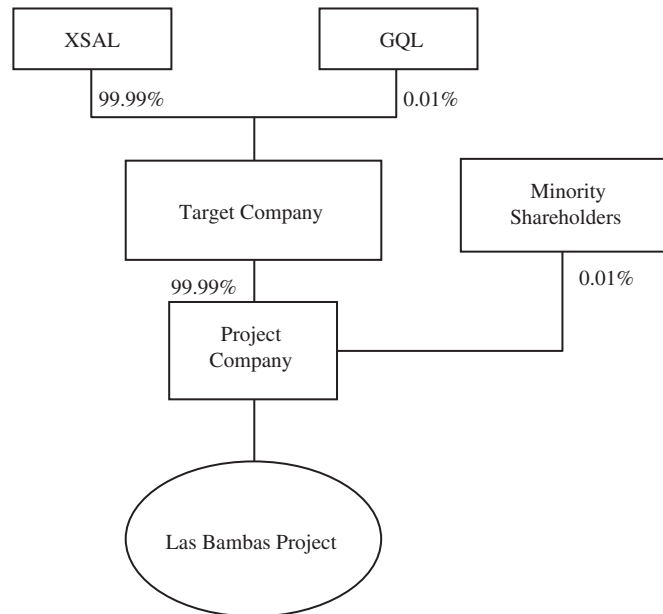 XSAL
GQL
99.99%
0.01%
Target Company
Minority
Shareholders
99.99%
0.01%
Project
Company
Las Bambas Project